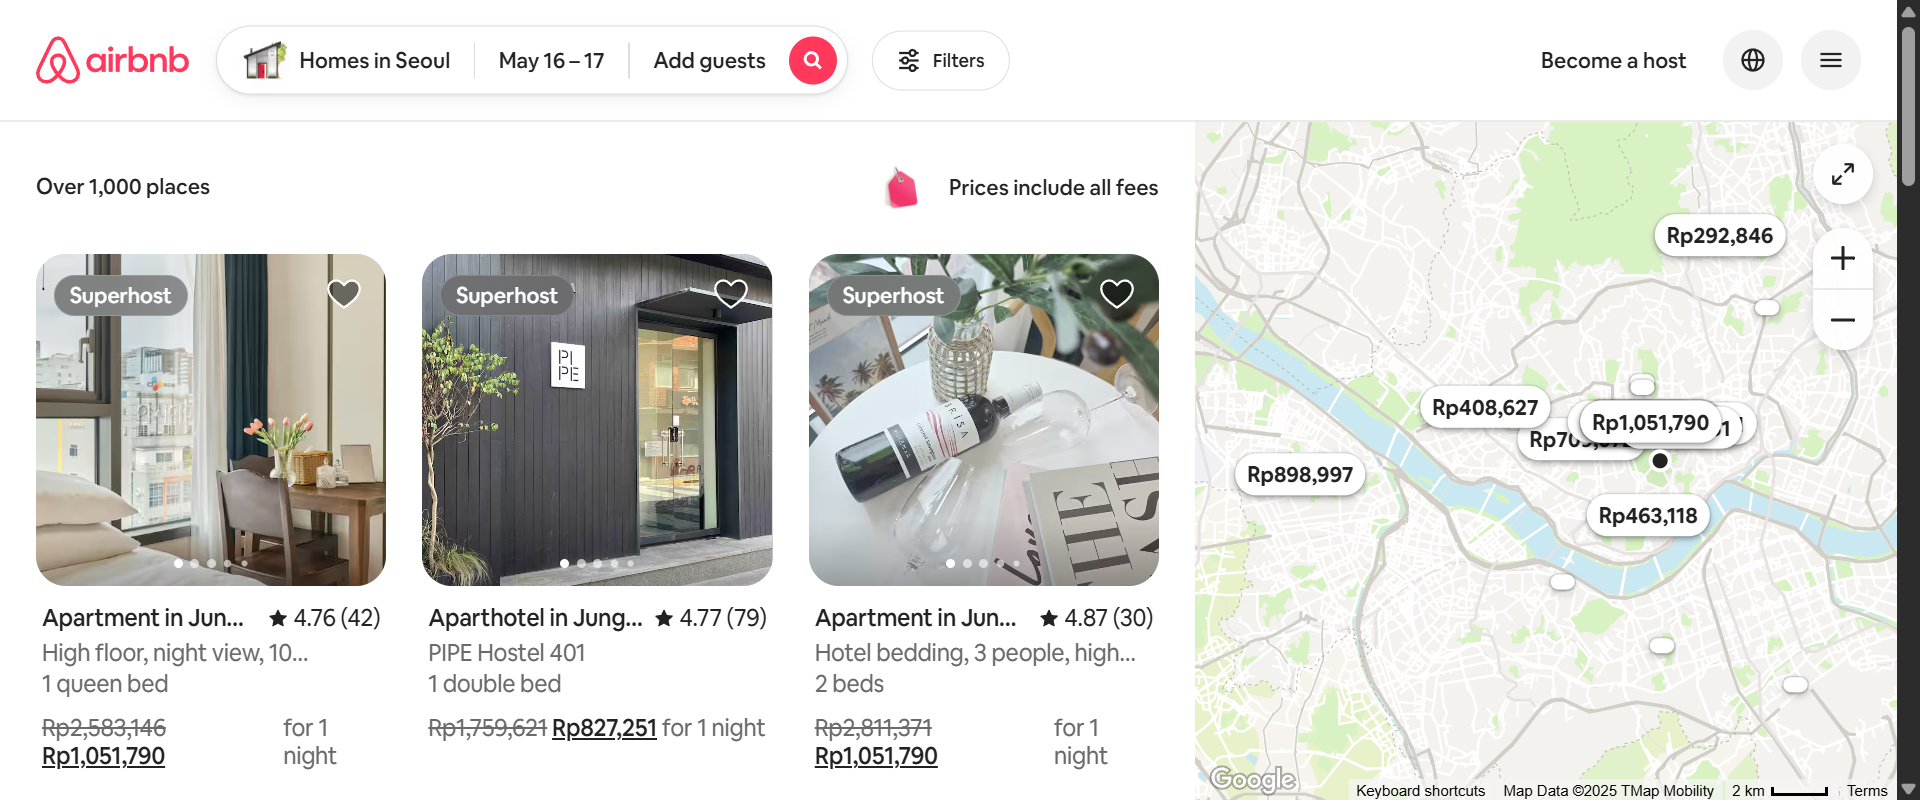 airbnb
Homes in Seoul
May 16 – 17
Add guests
Filters
Become a host
Over 1,000 places
Prices include all fees
Superhost
PI
PE
Superhost
Superhost
BRISA
THE
Apartment in Jun... 4.76 (42)
High floor, night view, 10...
1 queen bed
Rp2,583,146
Rp1,051,790
for 1
night
Aparthotel in Jung... 4.77 (79)
PIPE Hostel 401
1 double bed
Rp1,759,621 Rp827,251 for 1 night
Apartment in Jun... 4.87 (30)
Hotel bedding, 3 people, high...
2 beds
Rp2,811,371
Rp1,051,790
for 1
night
Rp292,846
Rp408,627
Rp1,051,790
Rp898,997
Rp463,118
Google
Keyboard shortcuts
Map Data ©2025 TMap Mobility
2 km
Terms